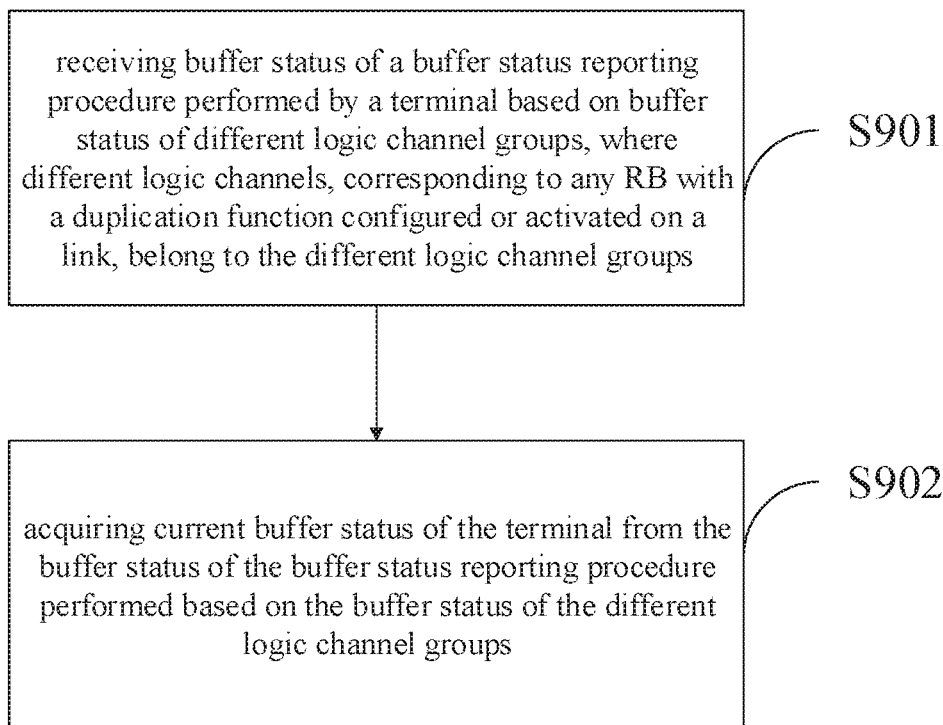 receiving buffer status of a buffer status reporting
procedure performed by a terminal based on buffer
status of different logic channel groups, where
different logic channels, corresponding to any RB with
a duplication function configured or activated on a
link, belong to the different logic channel groups
S901
acquiring current buffer status of the terminal from the
buffer status of the buffer status reporting procedure
performed based on the buffer status of the different
logic channel groups
S902